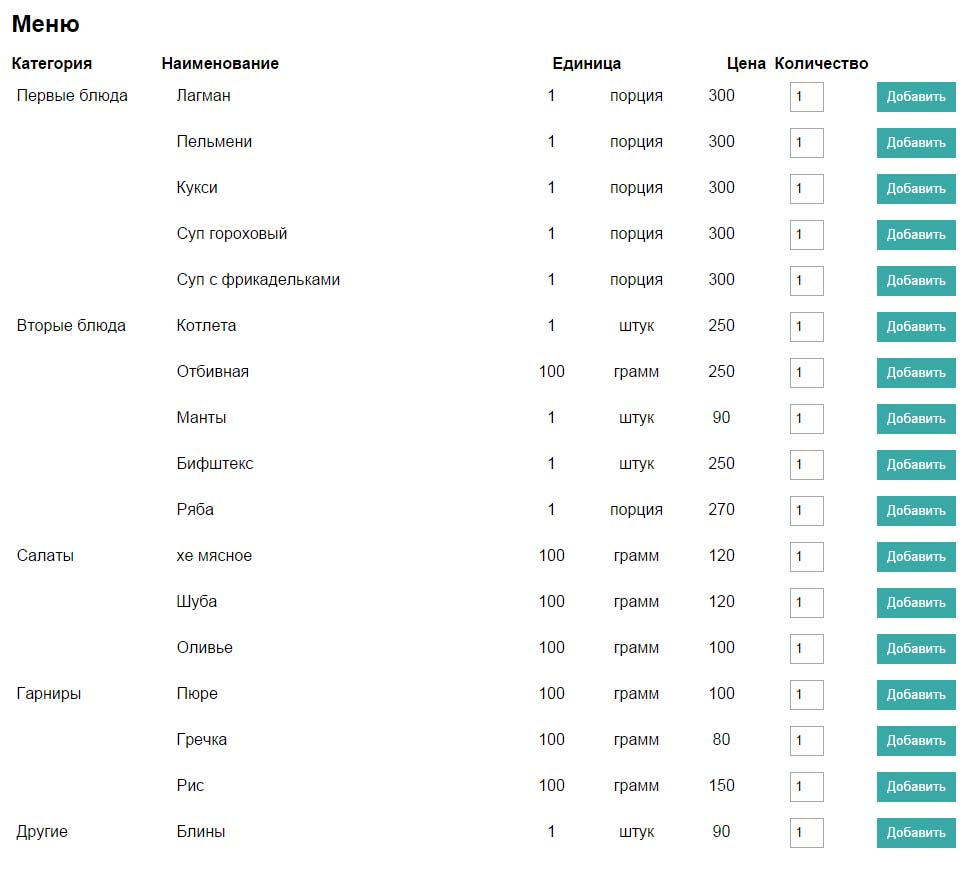 Меню
Категория Наименование Единица Цена Количество
Первые блюда Лагман 1 порция 300 1 Добавить
Пельмени 1 порция 300 1 Добавить
Кукси 1 порция 300 1 Добавить
Суп гороховый 1 порция 300 1 Добавить
Суп с фрикадельками 1 порция 300 1 Добавить
Вторые блюда Котлета 1 штук 250 1 Добавить
Отбивная 100 грамм 250 1 Добавить
Манты 1 штук 90 1 Добавить
Бифштекс 1 штук 250 1 Добавить
Ряба 1 порция 270 1 Добавить
Салаты хе мясное 100 грамм 120 1 Добавить
Шуба 100 грамм 120 1 Добавить
Оливье 100 грамм 100 1 Добавить
Гарниры Пюре 100 грамм 100 1 Добавить
Гречка 100 грамм 80 1 Добавить
Рис 100 грамм 150 1 Добавить
Другие Блины 1 штук 90 1 Добавить